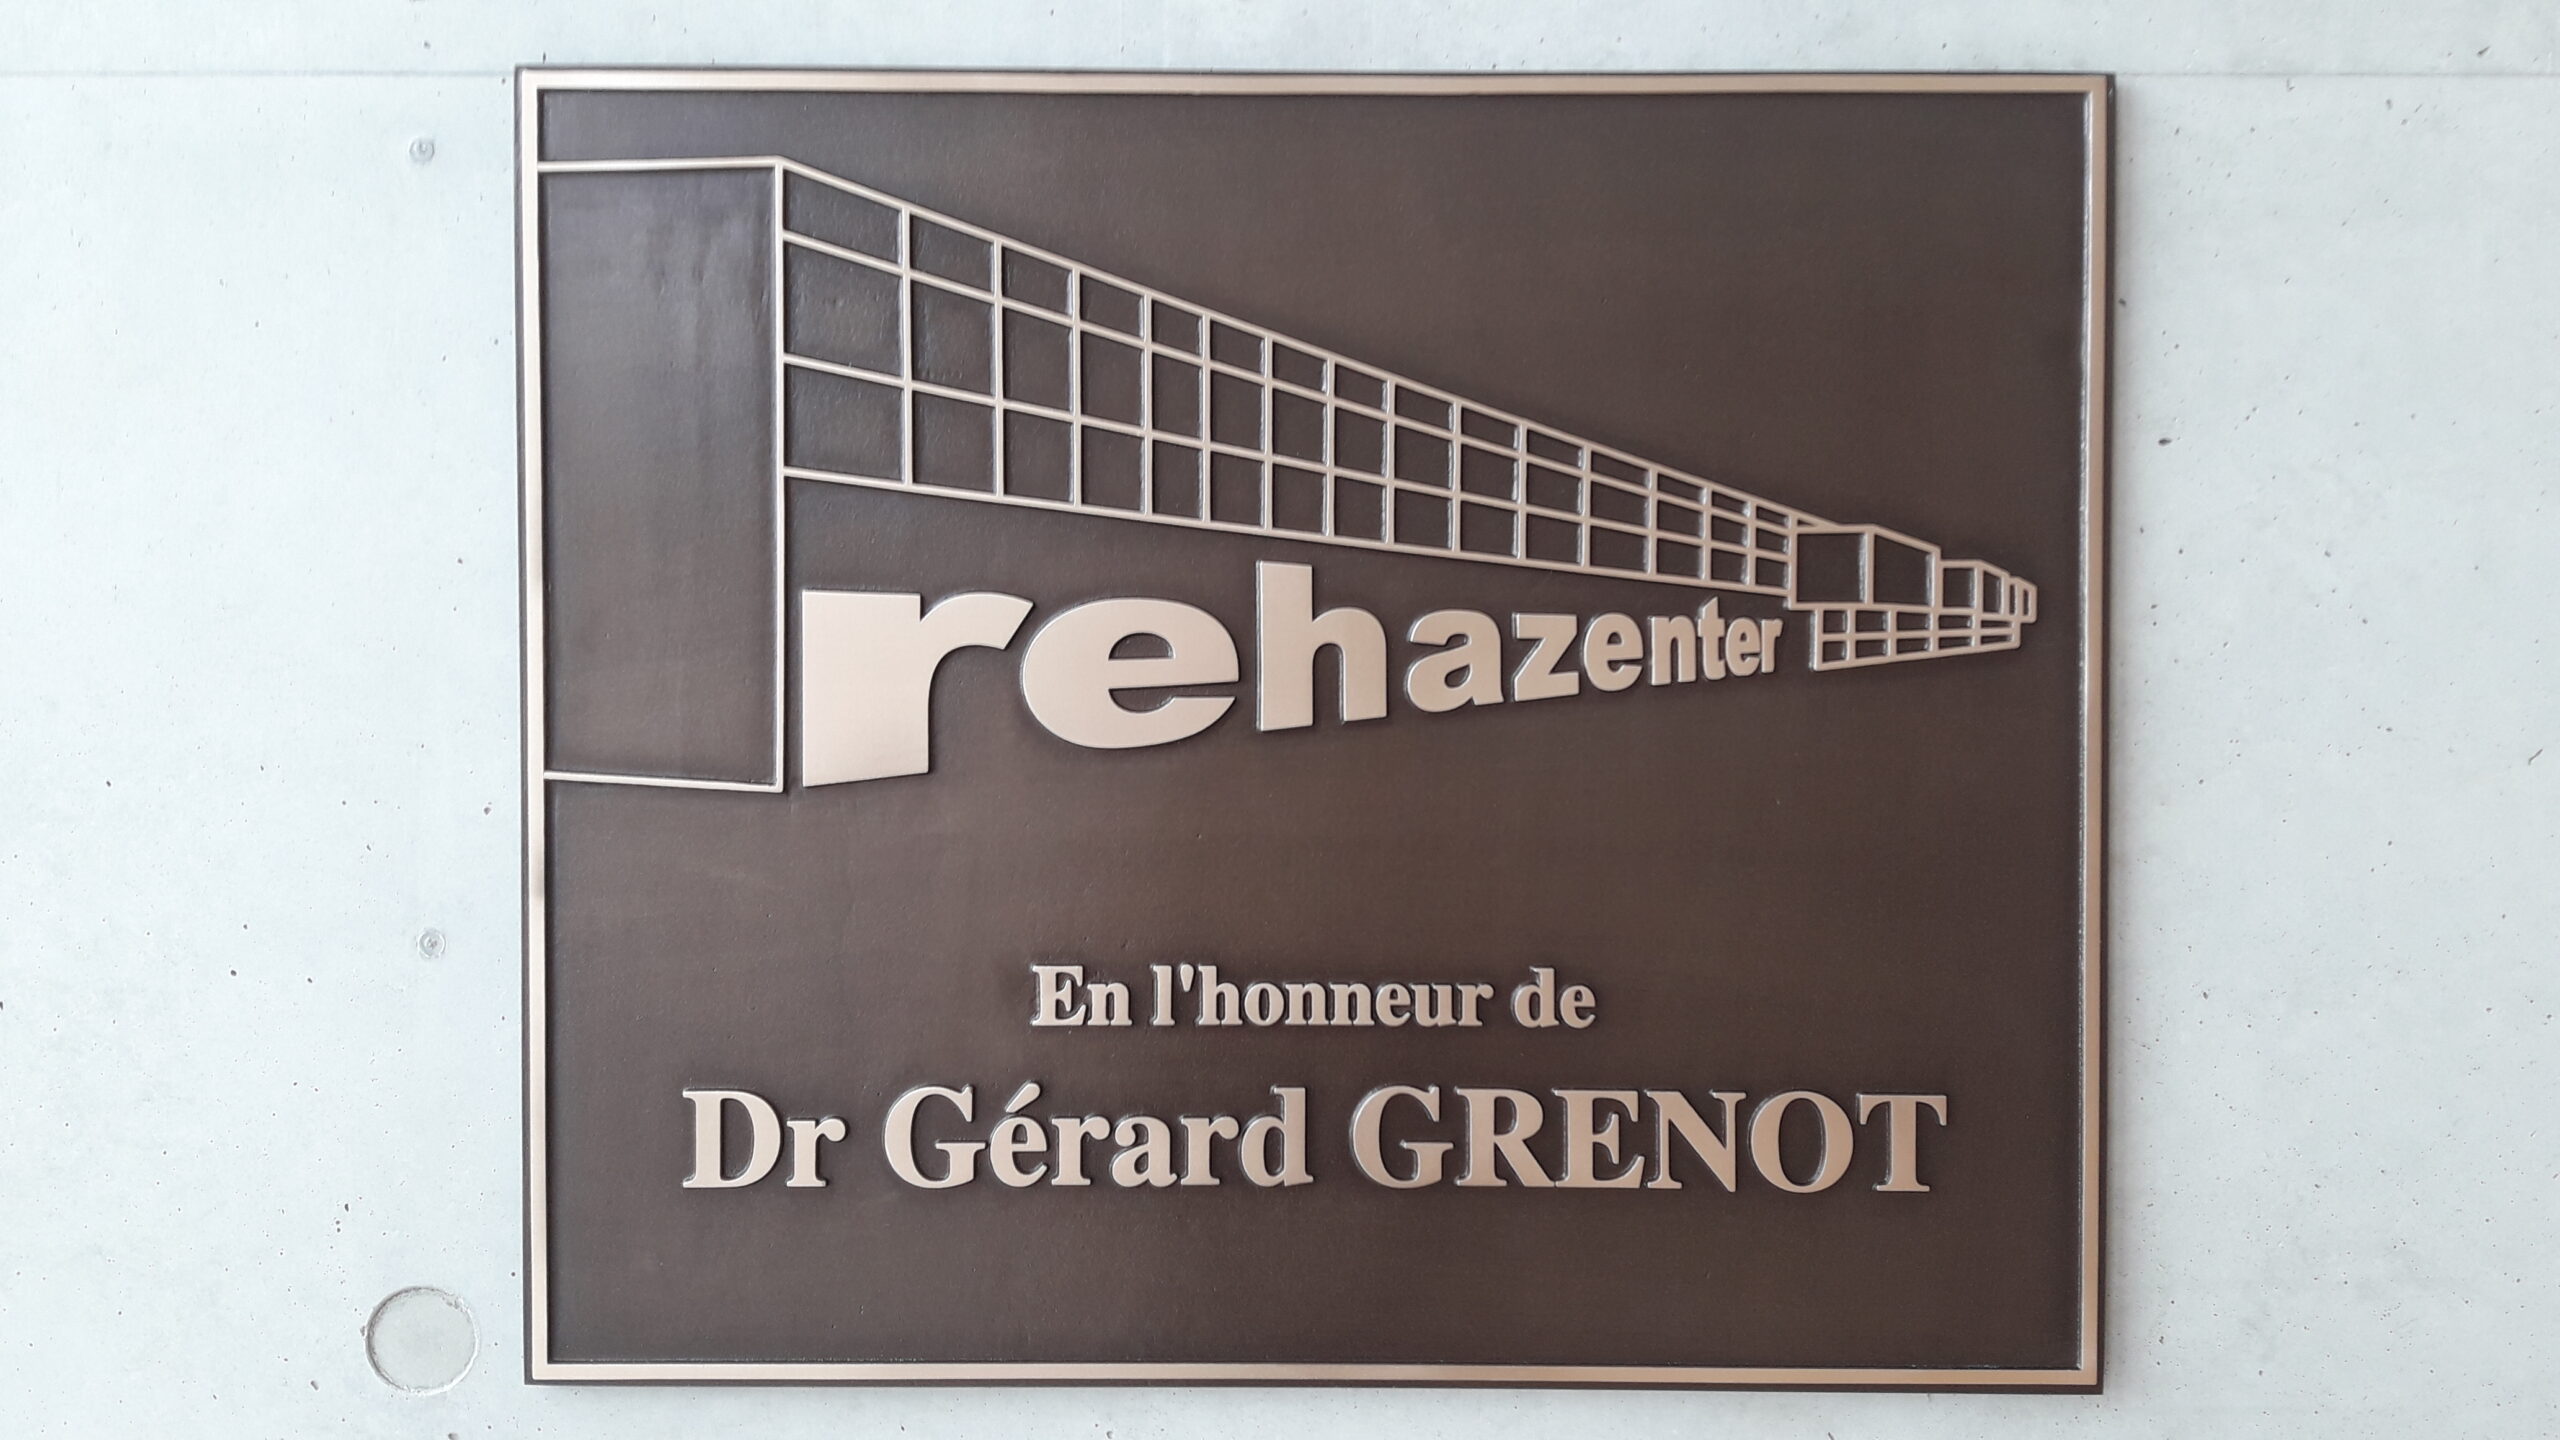 rehazenter
En l'honneur de
Dr Gérard GRENOT